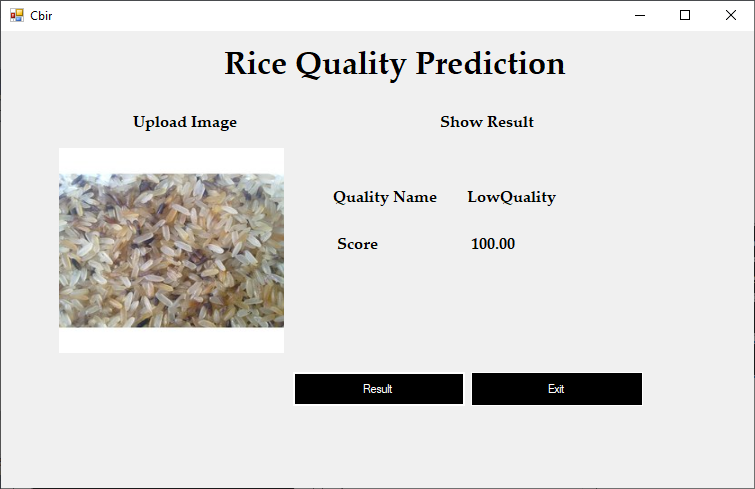 Cbir
Rice Quality Prediction
Upload Image
Show Result
Quality Name LowQuality
Score 100.00
Result
Exit